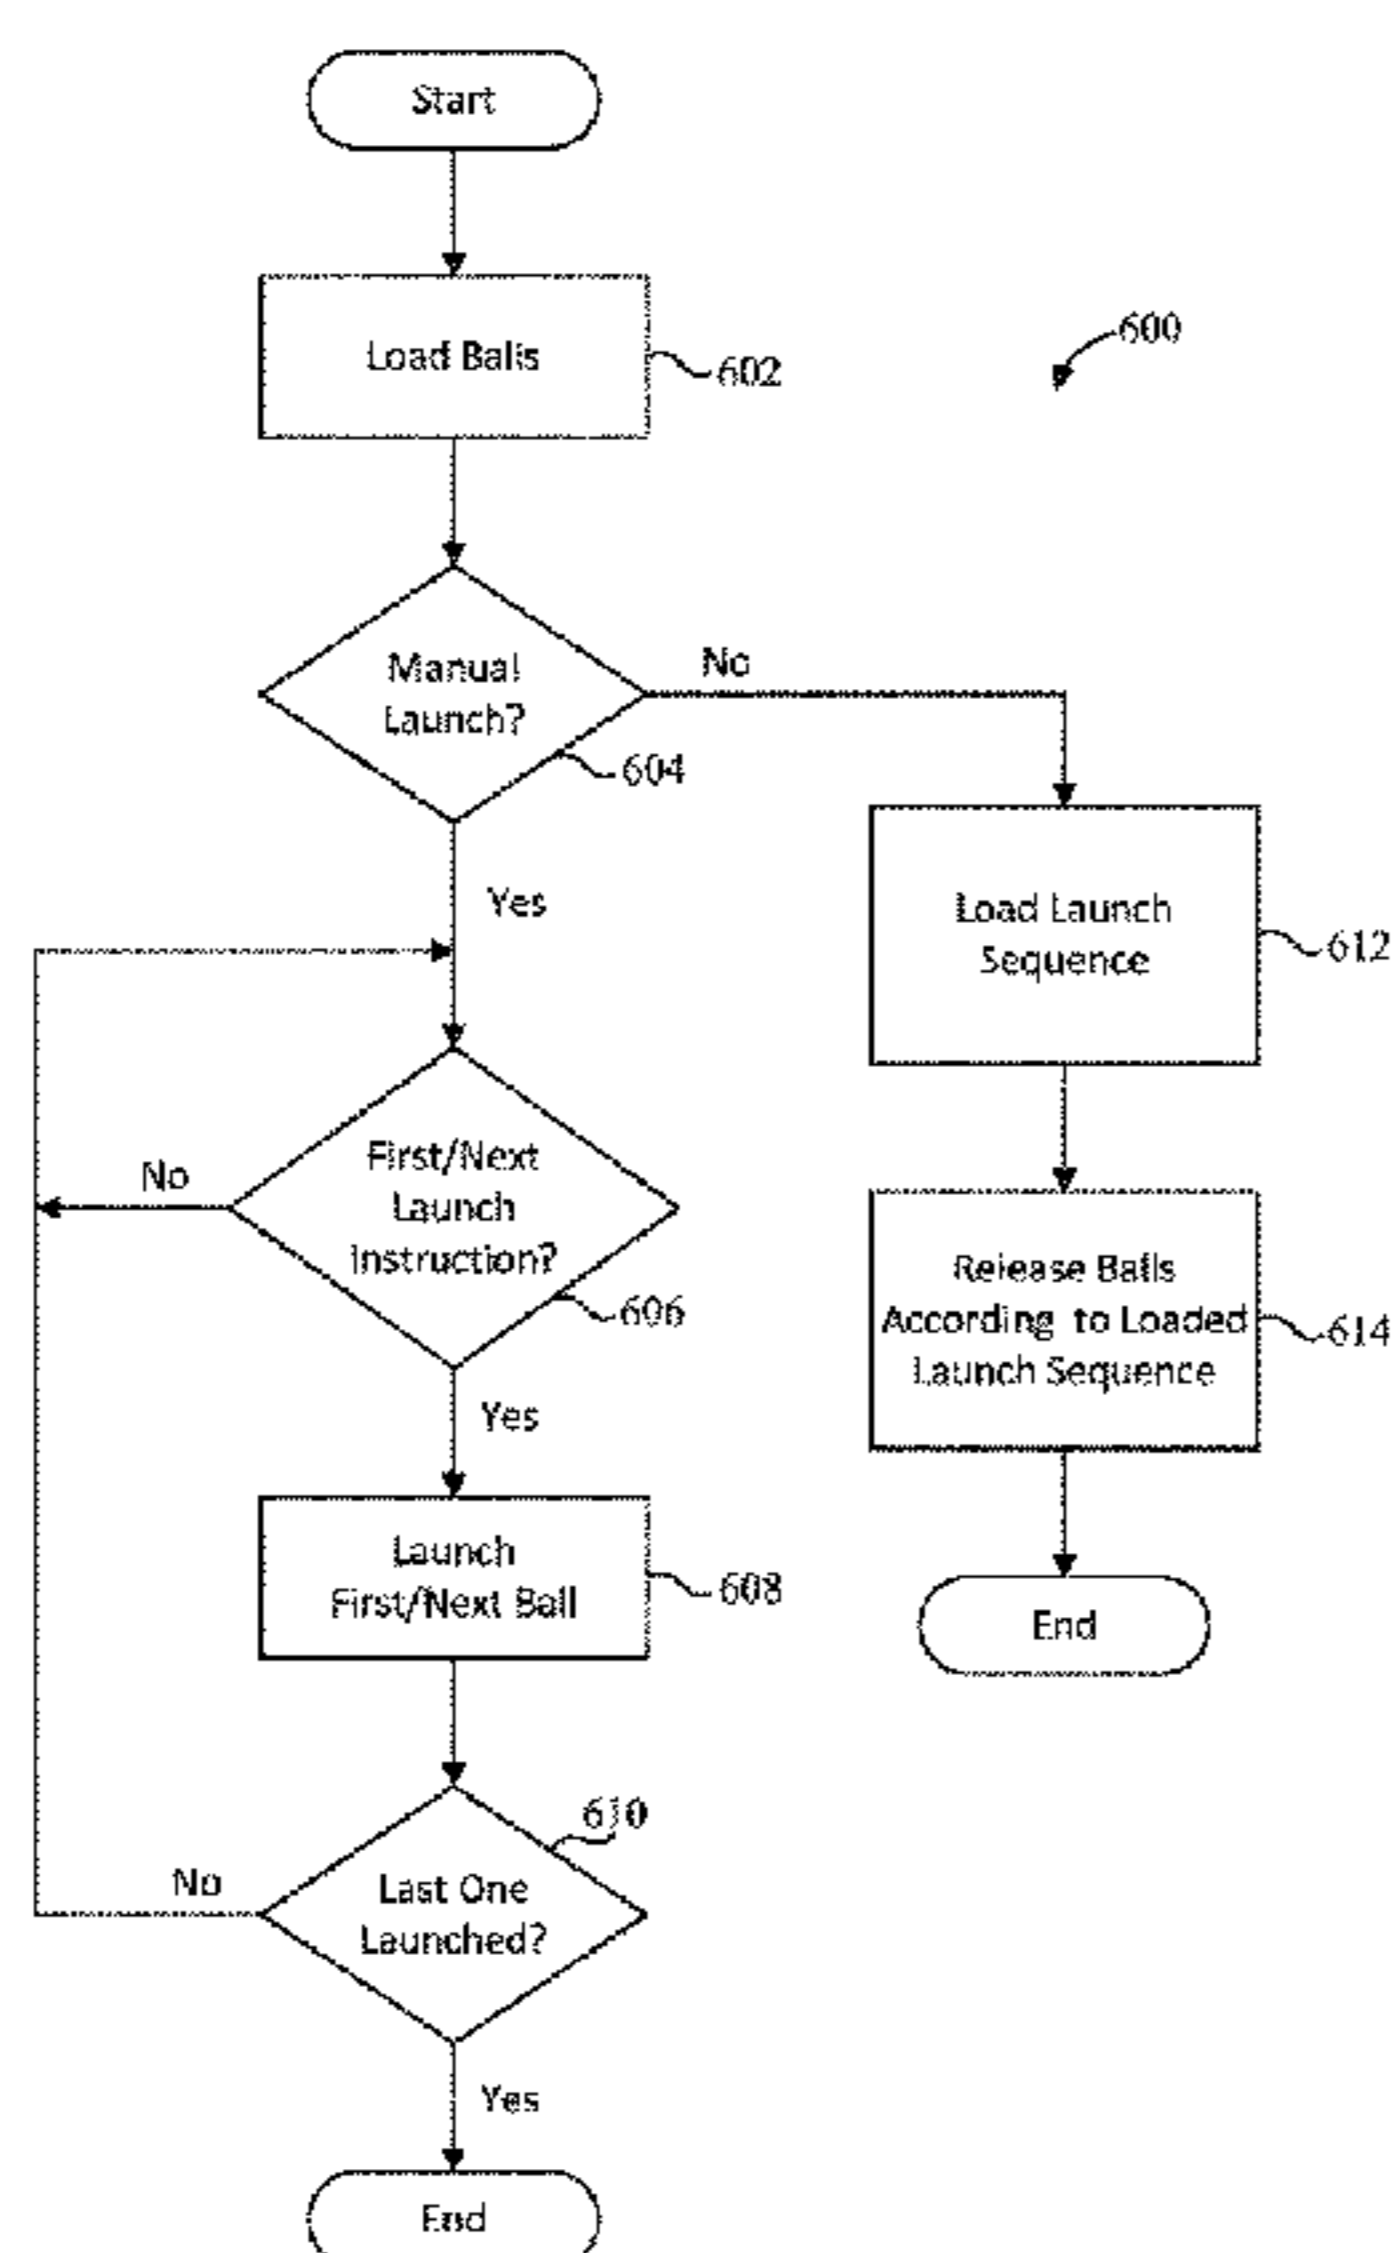 Start
Load Balls
602
600
Manual
Launch?
604
No
Yes
Load Launch
Sequence
612
First/Next
Launch
Instruction?
606
No
Yes
Release Balls
According to Loaded
Launch Sequence
614
Launch
First/Next Ball
608
End
Last One
Launched?
610
No
Yes
End